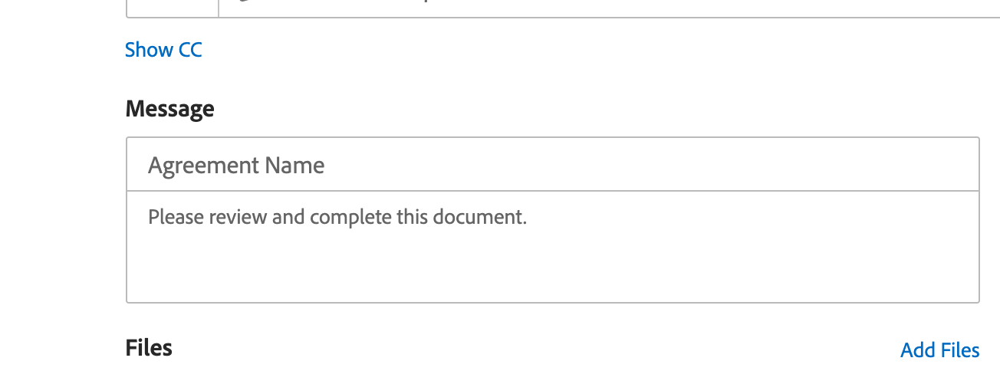 Show CC
Message
Agreement Name
Please review and complete this document.
Files
Add Files